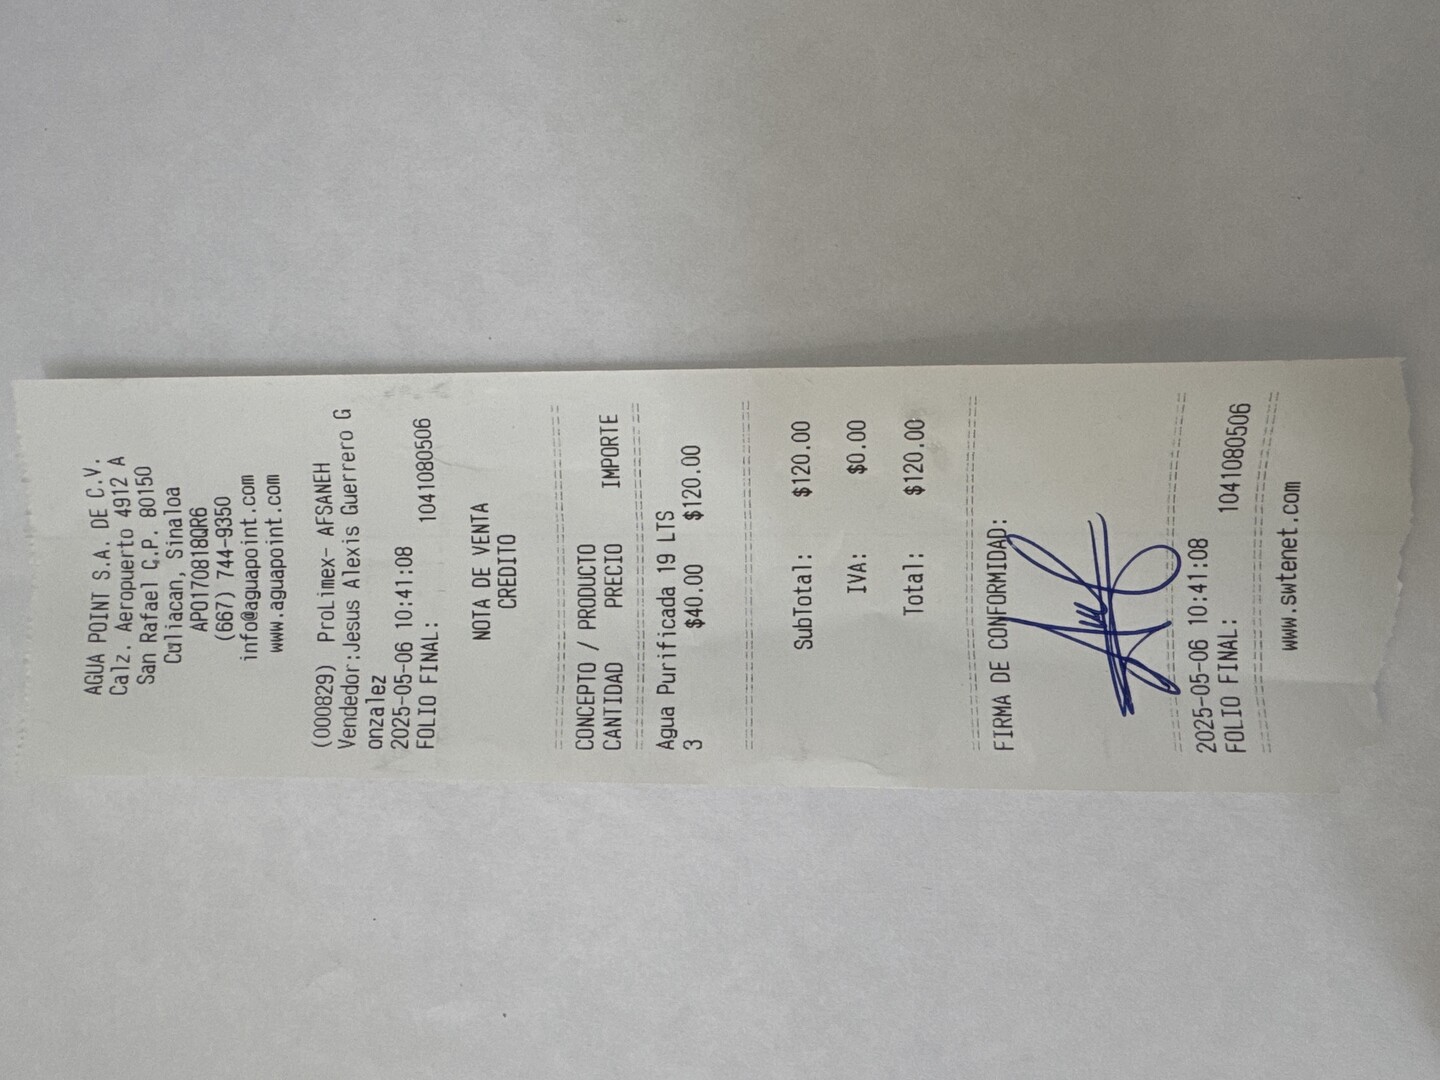 AGUA POINT S.A. DE C.V.
Calz. Aeropuerto 4912 A
San Rafael C.P. 80150
Culiacan, Sinaloa
APO170818QR6
(667) 744-9350
info@aguapoint.com
www.aguapoint.com
(000829) ProLimex- AFSANEH
Vendedor:Jesus Alexis Guerrero G
onzalez
2025-05-06 10:41:08
FOLIO FINAL: 1041080506
NOTA DE VENTA
CREDITO
================================
CONCEPTO / PRODUCTO
CANTIDAD PRECIO IMPORTE
================================
Agua Purificada 19 LTS
3 $40.00 $120.00
================================
SubTotal: $120.00
IVA: $0.00
Total: $120.00
================================
FIRMA DE CONFORMIDAD:
================================
2025-05-06 10:41:08
FOLIO FINAL: 1041080506
================================
www.swtenet.com